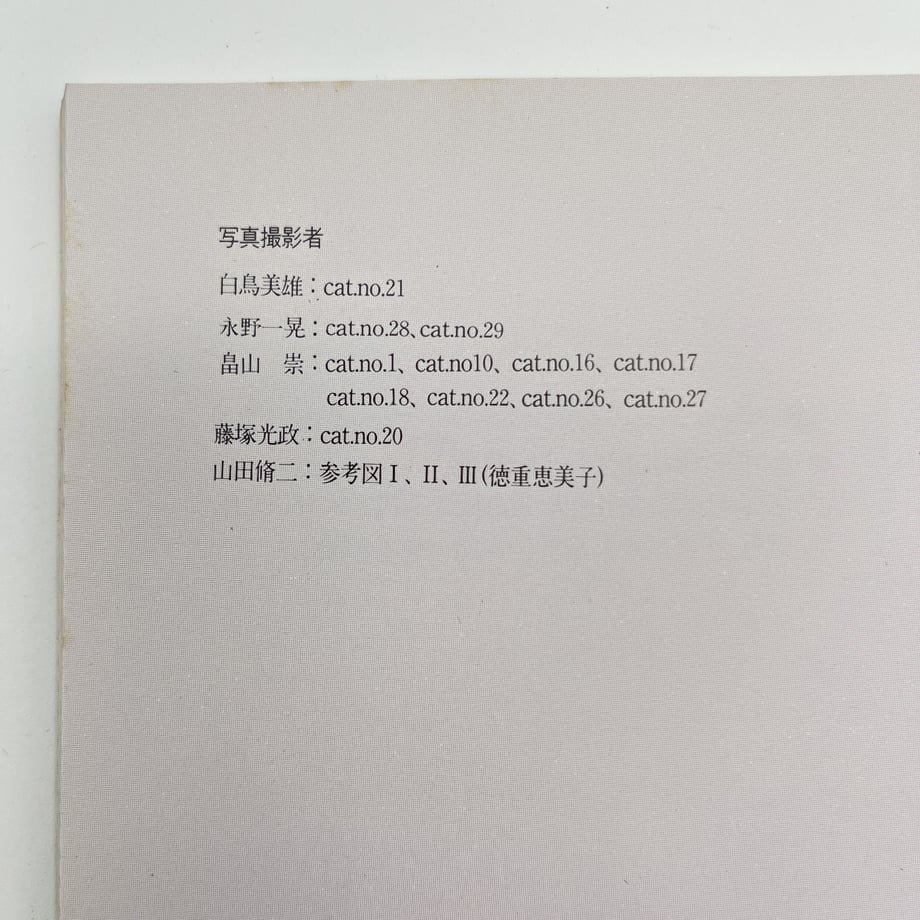 写真撮影者
白鳥美雄：cat.no.21
永野一晃：cat.no.28、cat.no.29
畠山　崇：cat.no.1、cat.no10、cat.no.16、cat.no.17
cat.no.18、cat.no.22、cat.no.26、cat.no.27
藤塚光政：cat.no.20
山田脩二：参考図Ⅰ、Ⅱ、Ⅲ(徳重恵美子)